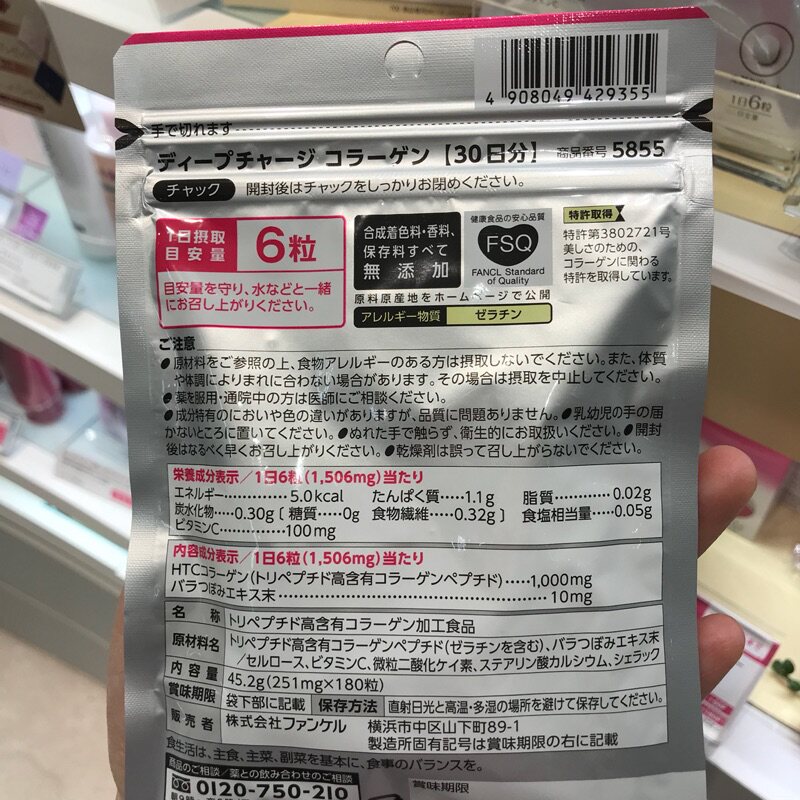 4 908049 429355
手で切れます
ディープチャージ コラーゲン【30日分】 商品番号 5855
チャック 開封後はチャックをしっかりお閉めください。
1日摂取
目安量
6粒
目安量を守り、水などと一緒
にお召し上がりください。
合成着色料・香料、
保存料すべて
無添加
健康食品の安心品質
FSQ
FANCL Standard
of Quality
特許取得
特許第3802721号
美しさのための、
コラーゲンに関わる
特許を取得しています。
原料原産地をホームページで公開
アレルギー物質 ゼラチン
ご注意
●原材料をご参照の上、食物アレルギーのある方は摂取しないでください。また、体質
や体調によりまれに合わない場合があります。その場合は摂取を中止してください。
●薬を服用・通院中の方は医師にご相談ください。
●成分特有のにおいや色の違いがありますが、品質に問題ありません。●乳幼児の手の届
かないところに置いてください。●ぬれた手で触らず、衛生的にお取扱いください。●開封
後はなるべく早くお召し上がりください。●乾燥剤は誤って召し上がらないでください。
栄養成分表示/1日6粒(1,506mg)当たり
エネルギー……………5.0kcal たんぱく質……1.1g 脂質…………0.02g
炭水化物……0.30g〔糖質……0g 食物繊維……0.32g〕 食塩相当量……0.05g
ビタミンC……………100mg
内容成分表示/1日6粒(1,506mg)当たり
HTCコラーゲン(トリペプチド高含有コラーゲンペプチド)……1,000mg
バラつぼみエキス末……………………………………10mg
名称 トリペプチド高含有コラーゲン加工食品
原材料名 トリペプチド高含有コラーゲンペプチド(ゼラチンを含む)、バラつぼみエキス末
/セルロース、ビタミンC、微粒二酸化ケイ素、ステアリン酸カルシウム、シェラック
内容量 45.2g(251mg×180粒)
賞味期限 袋下部に記載 保存方法 直射日光と高温・多湿の場所を避けて保存してください。
販売者 株式会社ファンケル 横浜市中区山下町89-1
製造所固有記号は賞味期限の右に記載
食生活は、主食、主菜、副菜を基本に、食事のバランスを。
商品のご相談/薬との飲み合わせのご相談
0120-750-210
賞味期限
1日6粒